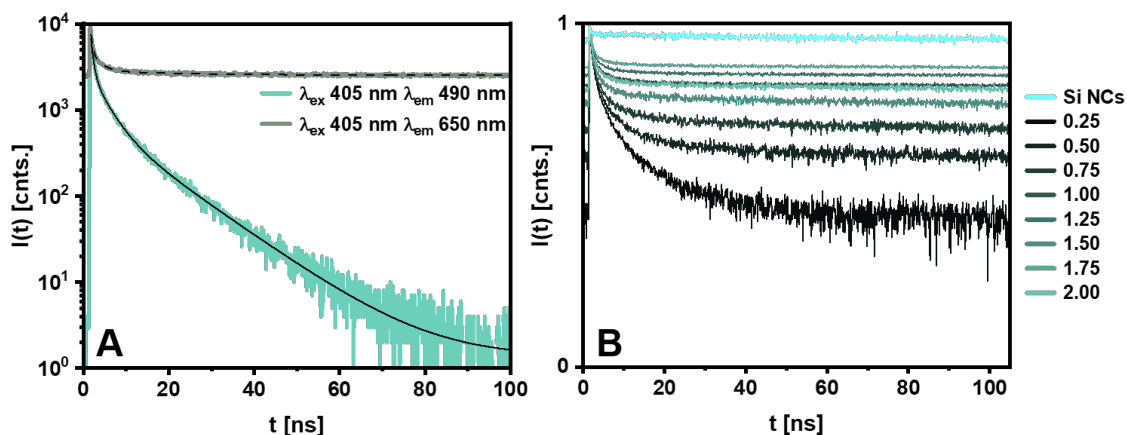 10⁴
10³
10²
10¹
10⁰
I(t) [cnts.]
λex 405 nm λem 490 nm
λex 405 nm λem 650 nm
A
0 20 40 60 80 100
t [ns]
1
0
I(t) [cnts.]
B
0 20 40 60 80 100
t [ns]
Si NCs
0.25
0.50
0.75
1.00
1.25
1.50
1.75
2.00